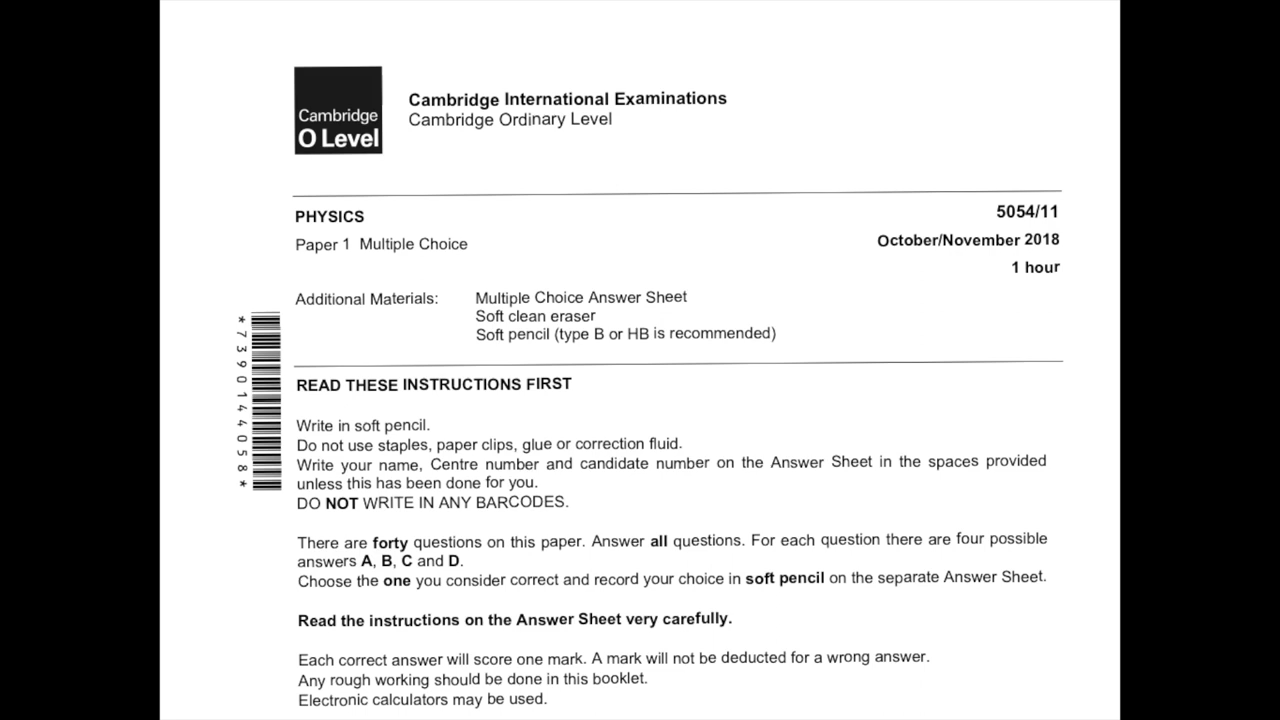 Cambridge
O Level
Cambridge International Examinations
Cambridge Ordinary Level
PHYSICS
5054/11
Paper 1 Multiple Choice
October/November 2018
1 hour
Additional Materials: Multiple Choice Answer Sheet
Soft clean eraser
Soft pencil (type B or HB is recommended)
*7390144058*
READ THESE INSTRUCTIONS FIRST
Write in soft pencil.
Do not use staples, paper clips, glue or correction fluid.
Write your name, Centre number and candidate number on the Answer Sheet in the spaces provided
unless this has been done for you.
DO NOT WRITE IN ANY BARCODES.
There are forty questions on this paper. Answer all questions. For each question there are four possible
answers A, B, C and D.
Choose the one you consider correct and record your choice in soft pencil on the separate Answer Sheet.
Read the instructions on the Answer Sheet very carefully.
Each correct answer will score one mark. A mark will not be deducted for a wrong answer.
Any rough working should be done in this booklet.
Electronic calculators may be used.